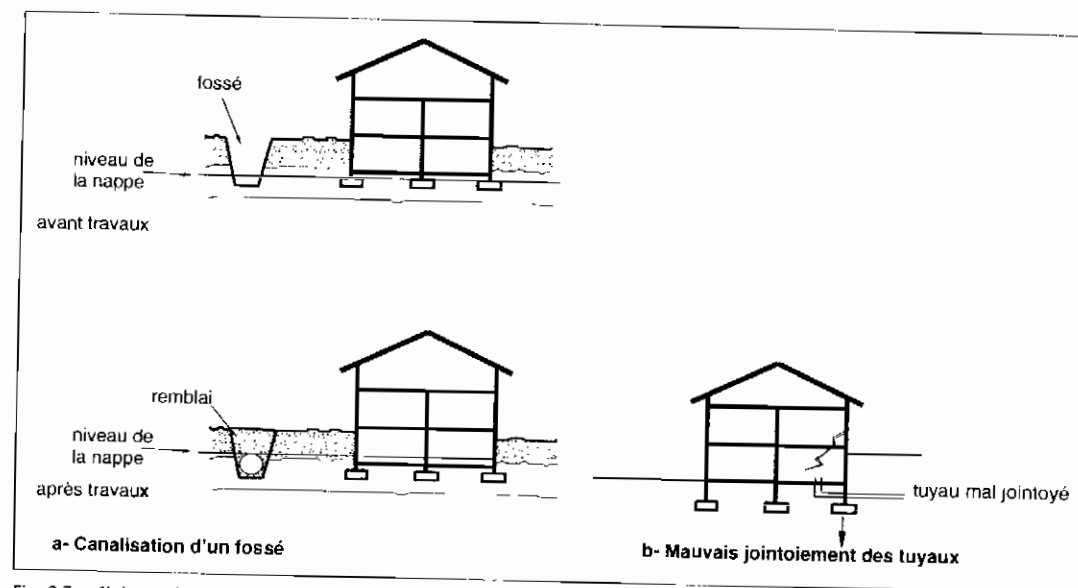 fossé
niveau de
la nappe
avant travaux
remblai
niveau de
la nappe
après travaux
tuyau mal jointoyé
a- Canalisation d'un fossé
b- Mauvais jointoiement des tuyaux